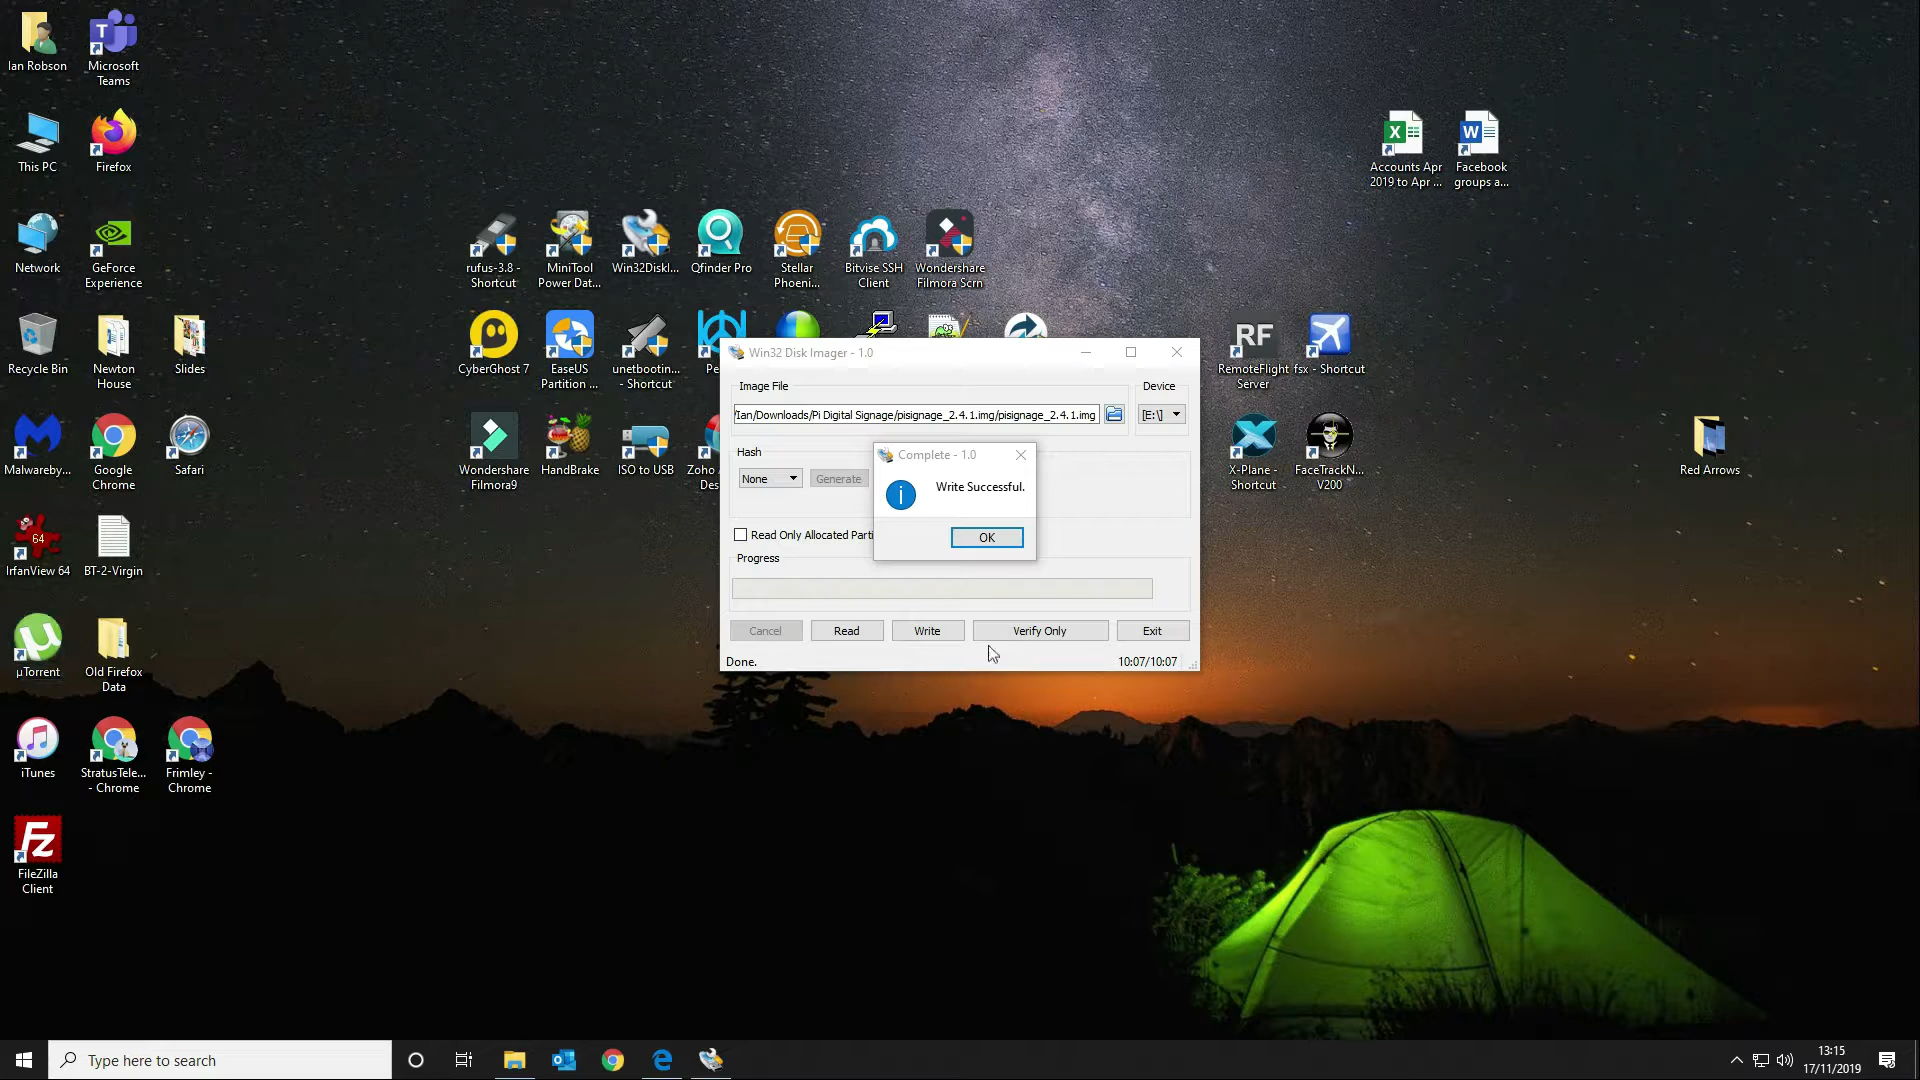 Ian Robson
Microsoft
Teams
This PC
Firefox
Network
GeForce
Experience
Recycle Bin
Newton
House
Slides
Malwareby...
Google
Chrome
Safari
64
IrfanView 64
BT-2-Virgin
µTorrent
Old Firefox
Data
iTunes
StratusTele...
- Chrome
Frimley -
Chrome
Fz
FileZilla
Client
rufus-3.8 -
Shortcut
MiniTool
Power Dat...
Win32DiskI...
Qfinder Pro
Stellar
Phoeni...
Bitvise SSH
Client
Wondershare
Filmora Scrn
CyberGhost 7
EaseUS
Partition ...
unetbootin...
- Shortcut
Pe
Wondershare
Filmora9
HandBrake
ISO to USB
Zoho A
Des
Accounts Apr
2019 to Apr ...
Facebook
groups a...
RF
RemoteFlight
Server
fsx - Shortcut
X-Plane -
Shortcut
FaceTrackN...
V200
Red Arrows
Win32 Disk Imager - 1.0
Image File
Device
/Ian/Downloads/Pi Digital Signage/pisignage_2.4.1.img/pisignage_2.4.1.img
[E:\]
Hash
None
Generate
Complete - 1.0
Write Successful.
OK
Read Only Allocated Parti
Progress
Cancel
Read
Write
Verify Only
Exit
Done.
10:07/10:07
Type here to search
13:15
17/11/2019